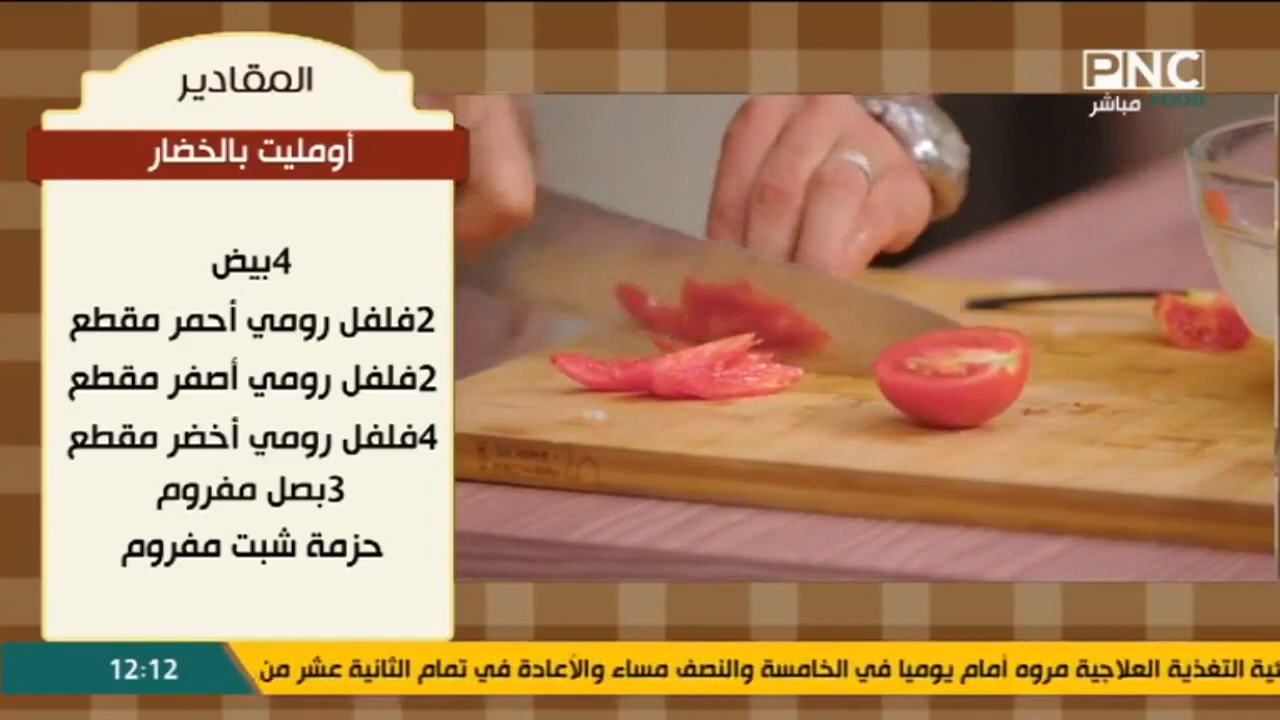 المقادير
أومليت بالخضار
4بيض
2فلفل رومي أحمر مقطع
2فلفل رومي أصفر مقطع
4فلفل رومي أخضر مقطع
3بصل مفروم
حزمة شبت مفروم
PNC
FOOD
مباشر
التغذية العلاجية مروه أمام يوميا في الخامسة والنصف مساء والأعادة في تمام الثانية عشر من
12:12